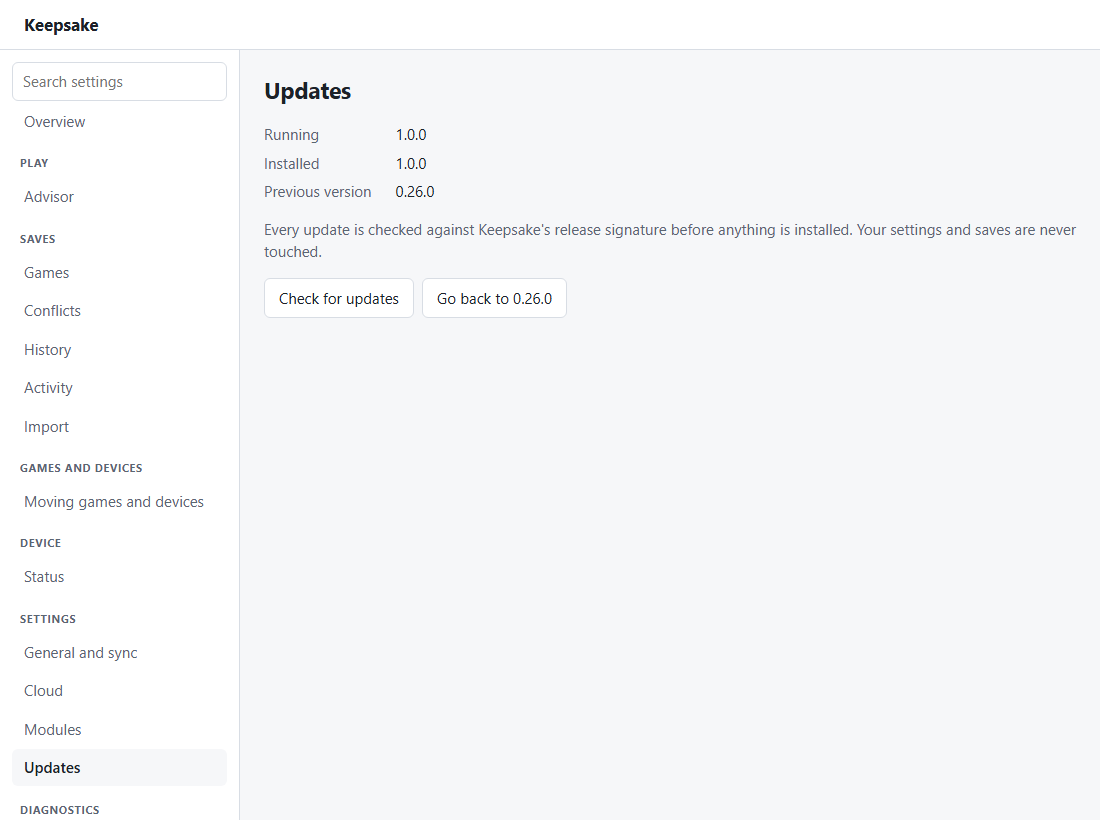 Keepsake
Search settings
Overview
PLAY
Advisor
SAVES
Games
Conflicts
History
Activity
Import
GAMES AND DEVICES
Moving games and devices
DEVICE
Status
SETTINGS
General and sync
Cloud
Modules
Updates
DIAGNOSTICS
Updates
Running 1.0.0
Installed 1.0.0
Previous version 0.26.0
Every update is checked against Keepsake's release signature before anything is installed. Your settings and saves are never
touched.
Check for updates Go back to 0.26.0